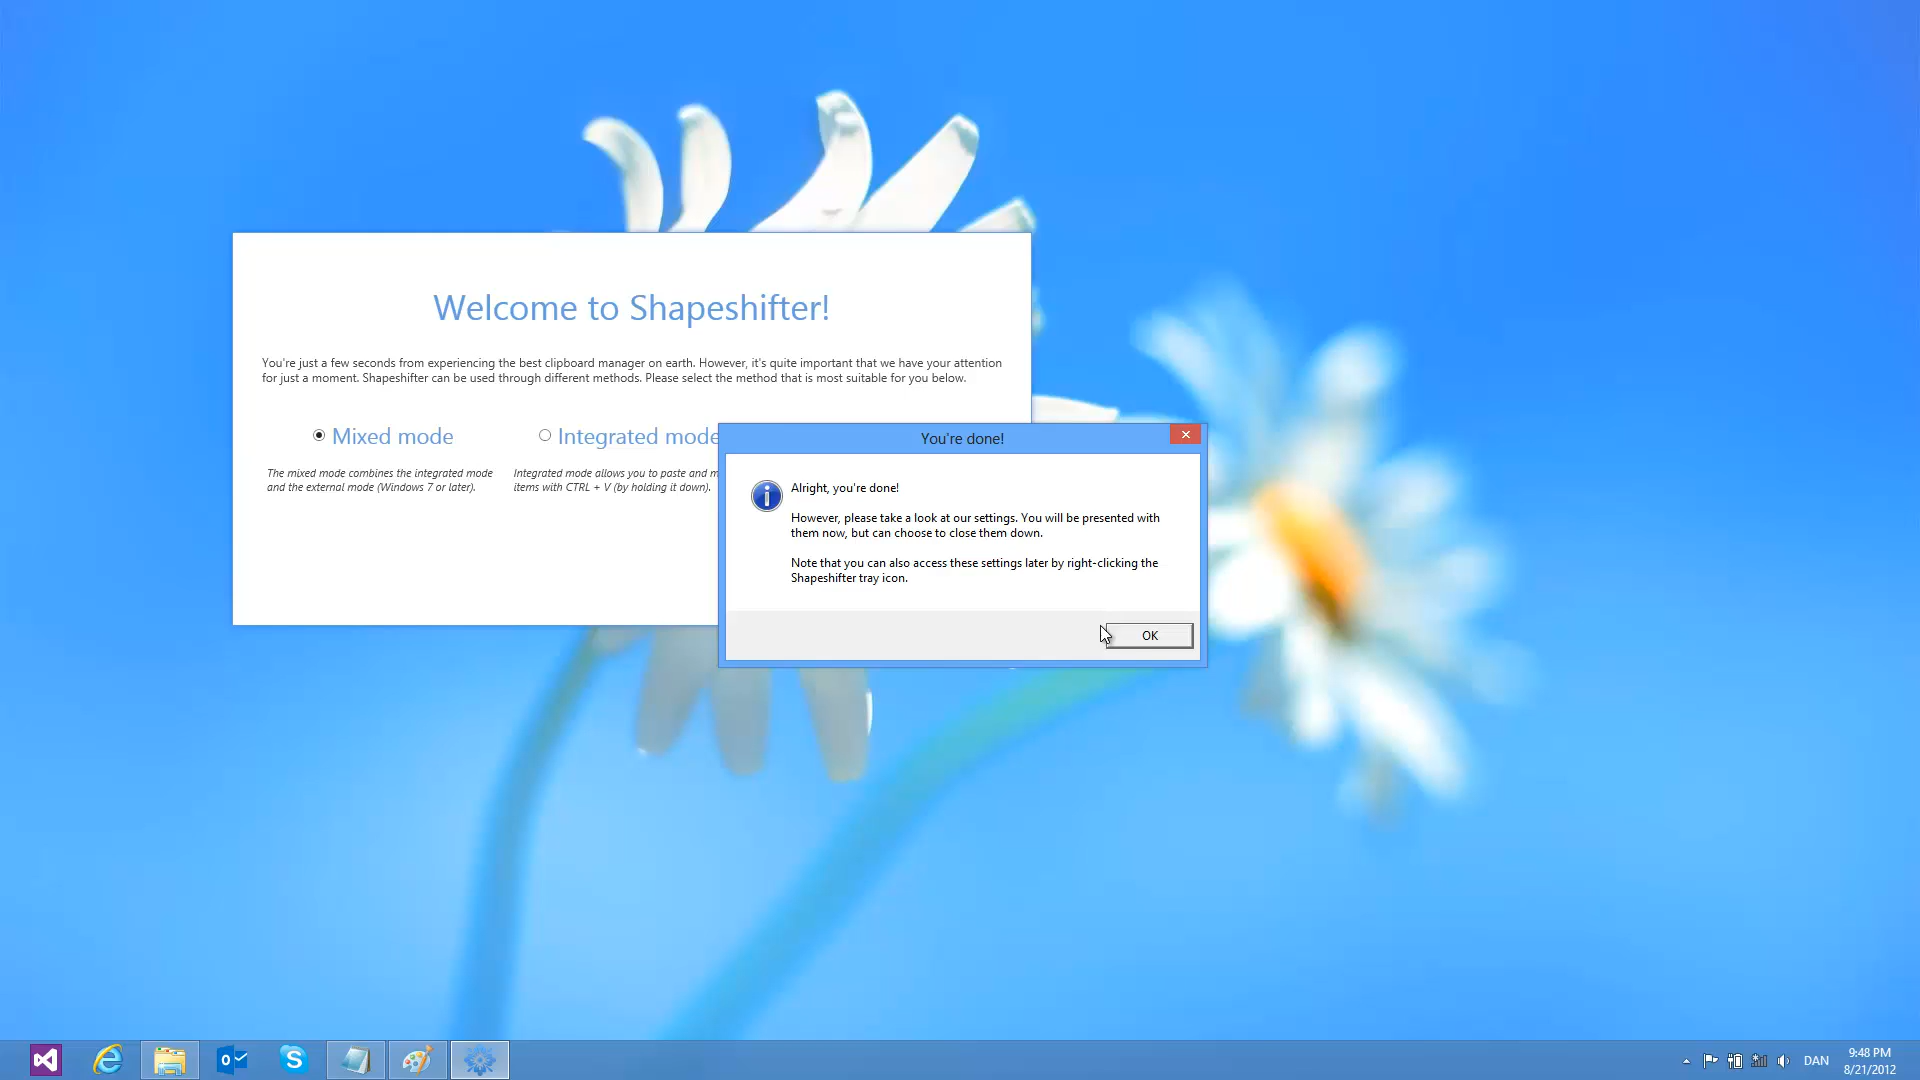 Welcome to Shapeshifter!
You're just a few seconds from experiencing the best clipboard manager on earth. However, it's quite important that we have your attention
for just a moment. Shapeshifter can be used through different methods. Please select the method that is most suitable for you below.
Mixed mode
The mixed mode combines the integrated mode
and the external mode (Windows 7 or later).
Integrated mode
Integrated mode allows you to paste and m
items with CTRL + V (by holding it down).
You're done!
Alright, you're done!
However, please take a look at our settings. You will be presented with
them now, but can choose to close them down.
Note that you can also access these settings later by right-clicking the
Shapeshifter tray icon.
OK
DAN
9:48 PM
8/21/2012